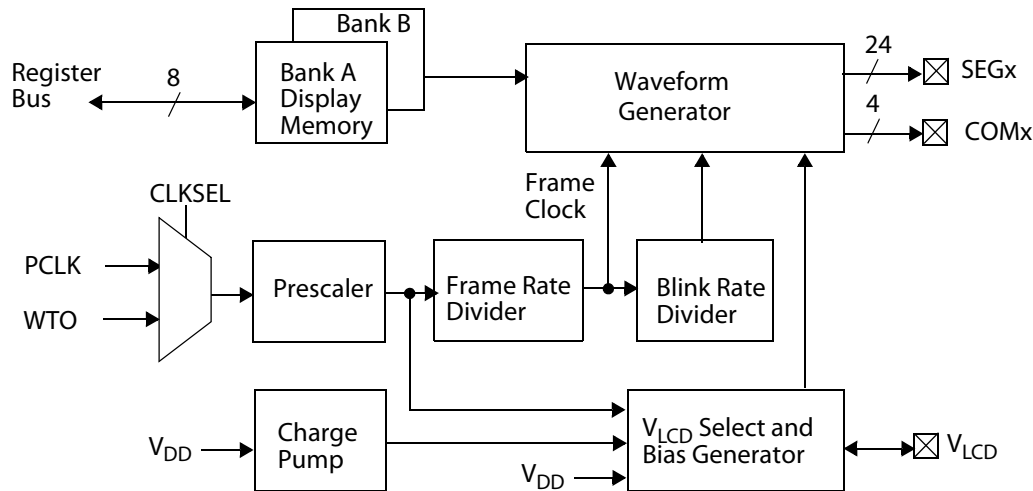 Bank B
24
SEGx
Register
Bus
8
Bank A
Display
Memory
Waveform
Generator
4
COMx
CLKSEL
Frame
Clock
PCLK
WTO
Prescaler
Frame Rate
Divider
Blink Rate
Divider
VDD
Charge
Pump
VLCD Select and
Bias Generator
VLCD
VDD